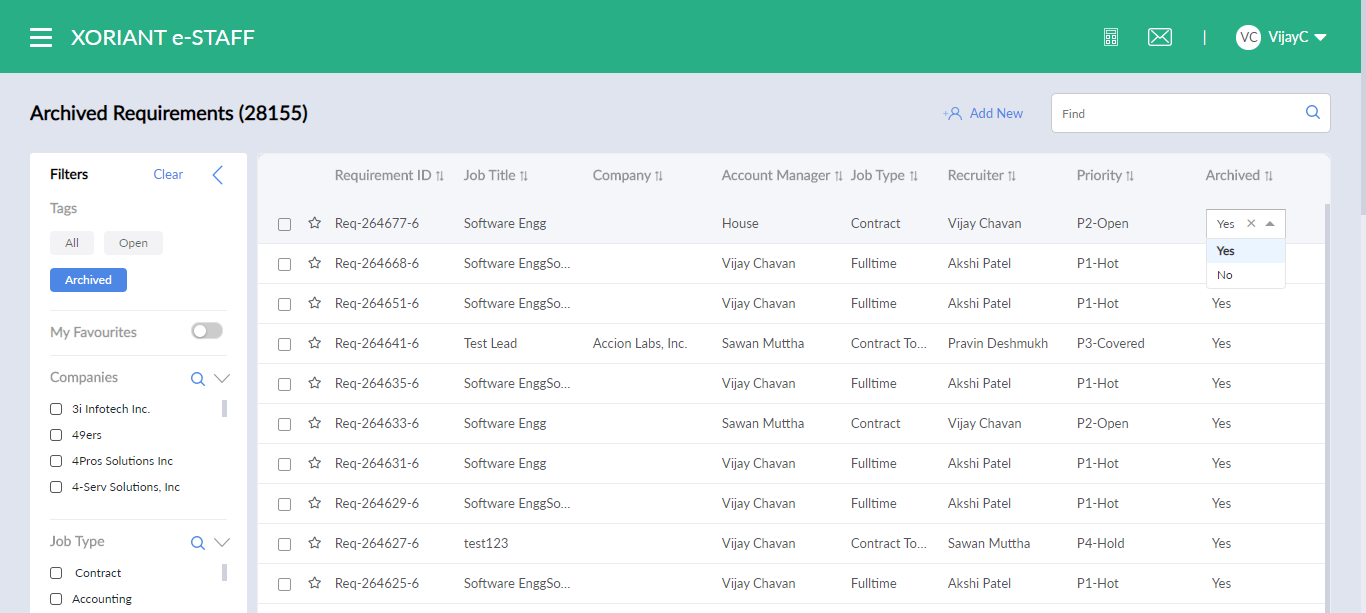 XORIANT e-STAFF
| VC VijayC
Archived Requirements (28155)
Add New
Find
Filters Clear
Tags
All Open
Archived
My Favourites
Companies
3i Infotech Inc.
49ers
4Pros Solutions Inc
4-Serv Solutions, Inc
Job Type
Contract
Accounting
Requirement ID Job Title Company Account Manager Job Type Recruiter Priority Archived
Req-264677-6 Software Engg House Contract Vijay Chavan P2-Open Yes
Yes
No
Req-264668-6 Software EnggSo... Vijay Chavan Fulltime Akshi Patel P1-Hot
Req-264651-6 Software EnggSo... Vijay Chavan Fulltime Akshi Patel P1-Hot Yes
Req-264641-6 Test Lead Accion Labs, Inc. Sawan Muttha Contract To... Pravin Deshmukh P3-Covered Yes
Req-264635-6 Software EnggSo... Vijay Chavan Fulltime Akshi Patel P1-Hot Yes
Req-264633-6 Software Engg Sawan Muttha Contract Vijay Chavan P2-Open Yes
Req-264631-6 Software Engg Vijay Chavan Fulltime Akshi Patel P1-Hot Yes
Req-264629-6 Software EnggSo... Vijay Chavan Fulltime Akshi Patel P1-Hot Yes
Req-264627-6 test123 Vijay Chavan Contract To... Sawan Muttha P4-Hold Yes
Req-264625-6 Software EnggSo... Vijay Chavan Fulltime Akshi Patel P1-Hot Yes